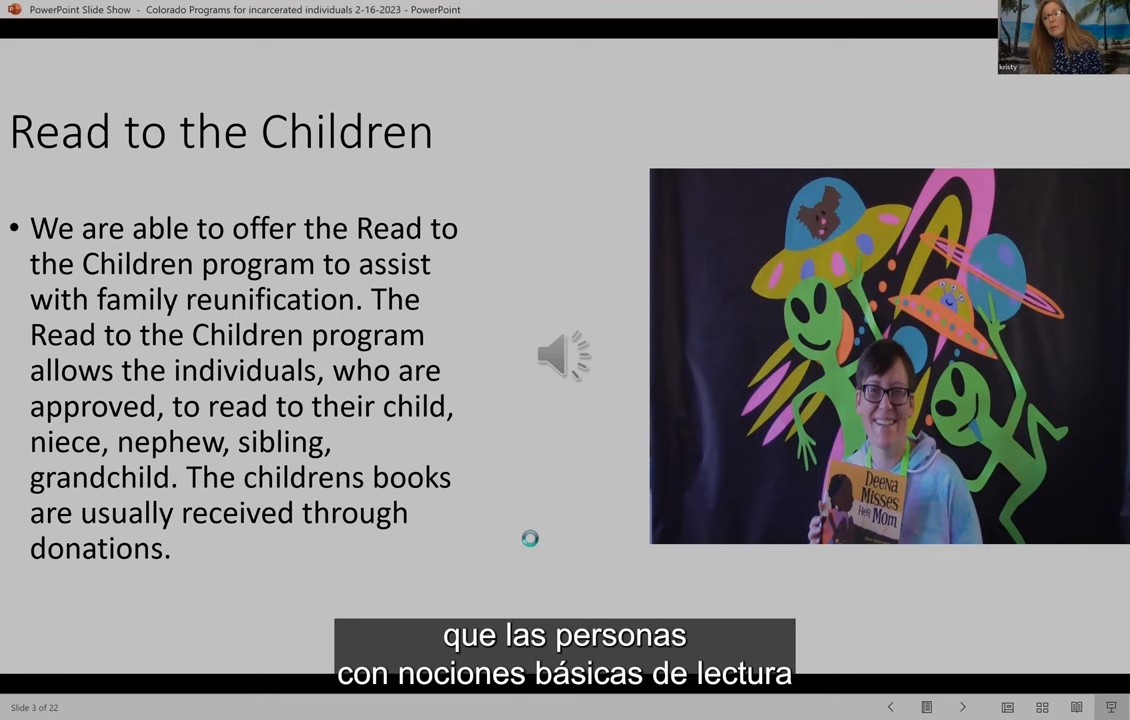 PowerPoint Slide Show - Colorado Programs for incarcerated individuals 2-16-2023 - PowerPoint
kristy
Read to the Children
• We are able to offer the Read to
the Children program to assist
with family reunification. The
Read to the Children program
allows the individuals, who are
approved, to read to their child,
niece, nephew, sibling,
grandchild. The childrens books
are usually received through
donations.
Deena
Misses
Her Mom
que las personas
con nociones básicas de lectura
Slide 3 of 22